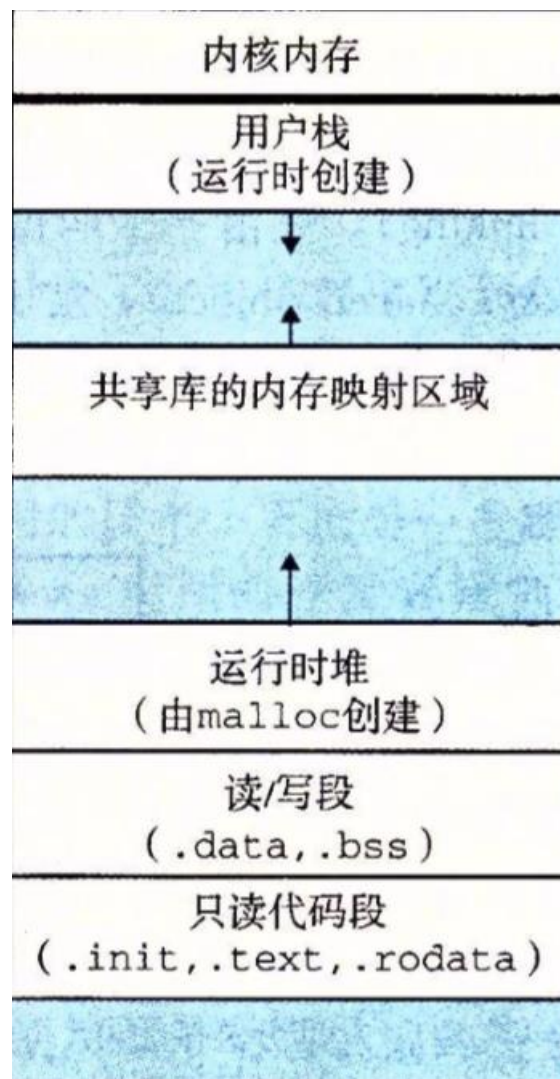 内核内存
用户栈
(运行时创建)
共享库的内存映射区域
运行时堆
(由malloc创建)
读/写段
(.data,.bss)
只读代码段
(.init,.text,.rodata)